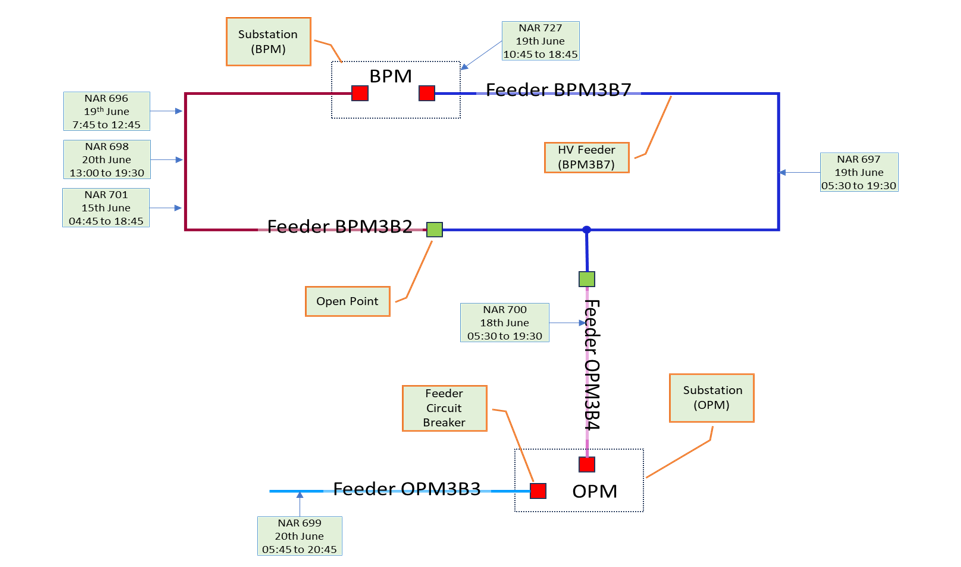 Substation
(BPM)
NAR 727
19th June
10:45 to 18:45
BPM
Feeder BPM3B7
NAR 696
19th June
7:45 to 12:45
NAR 698
20th June
13:00 to 19:30
NAR 701
15th June
04:45 to 18:45
HV Feeder
(BPM3B7)
NAR 697
19th June
05:30 to 19:30
Feeder BPM3B2
Open Point
NAR 700
18th June
05:30 to 19:30
Feeder OPM3B4
Feeder
Circuit
Breaker
Substation
(OPM)
Feeder OPM3B3
OPM
NAR 699
20th June
05:45 to 20:45